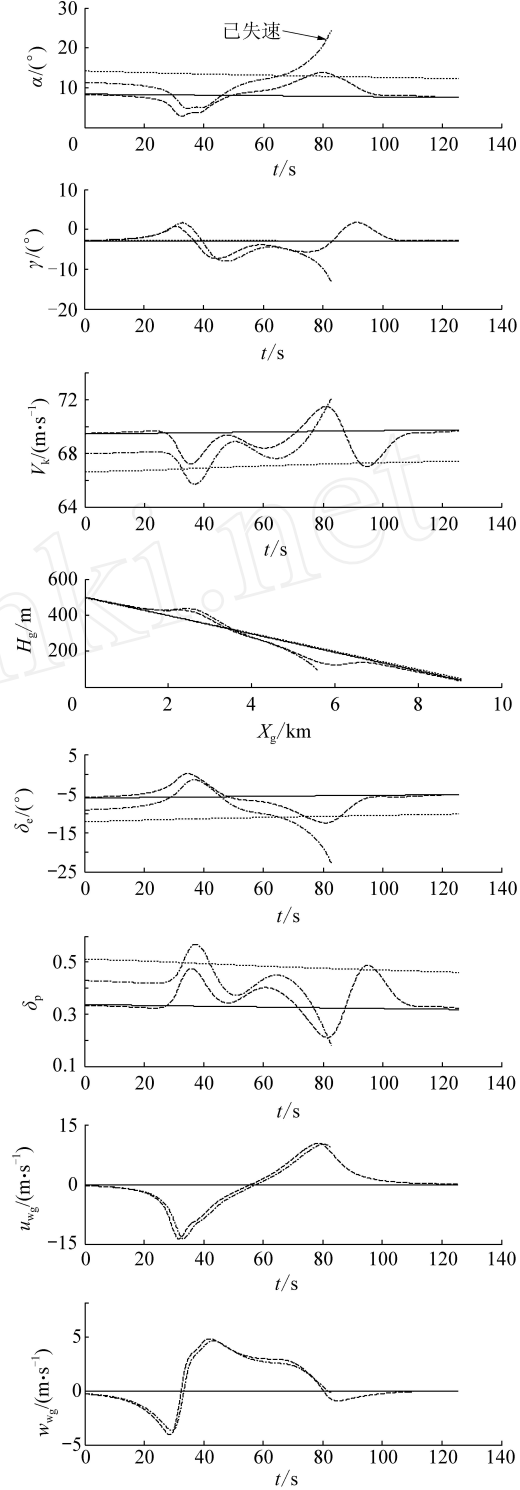 30
已失速
20
α/(°)
10
0 20 40 60 80 100 120 140
t/s
10
0
γ/(°)
−10
−20
0 20 40 60 80 100 120 140
t/s
72
Vk/(m•s−1)
68
64
0 20 40 60 80 100 120 140
t/s
600
400
Hg/m
200
0 2 4 6 8 10
Xg/km
5
−5
δe/(°)
−15
−25
0 20 40 60 80 100 120 140
t/s
0.5
δp
0.3
0.1
0 20 40 60 80 100 120 140
t/s
15
0
uwg/(m•s−1)
−15
0 20 40 60 80 100 120 140
t/s
5
0
wwg/(m•s−1)
−5
0 20 40 60 80 100 120 140
t/s
nki.net